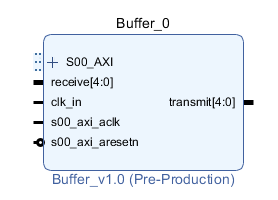 Buffer_0
S00_AXI
receive[4:0]
clk_in
transmit[4:0]
s00_axi_aclk
s00_axi_aresetn
Buffer_v1.0 (Pre-Production)